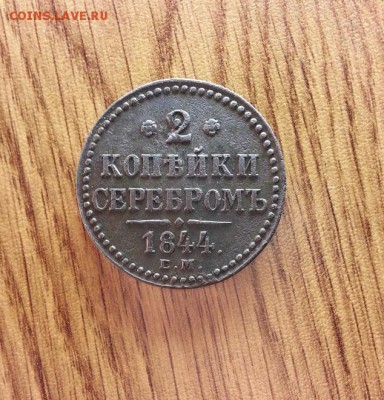 COINS.LAVE.RU
2
КОПѢЙКИ
СЕРЕБРОМЪ
1844.
Е.М.